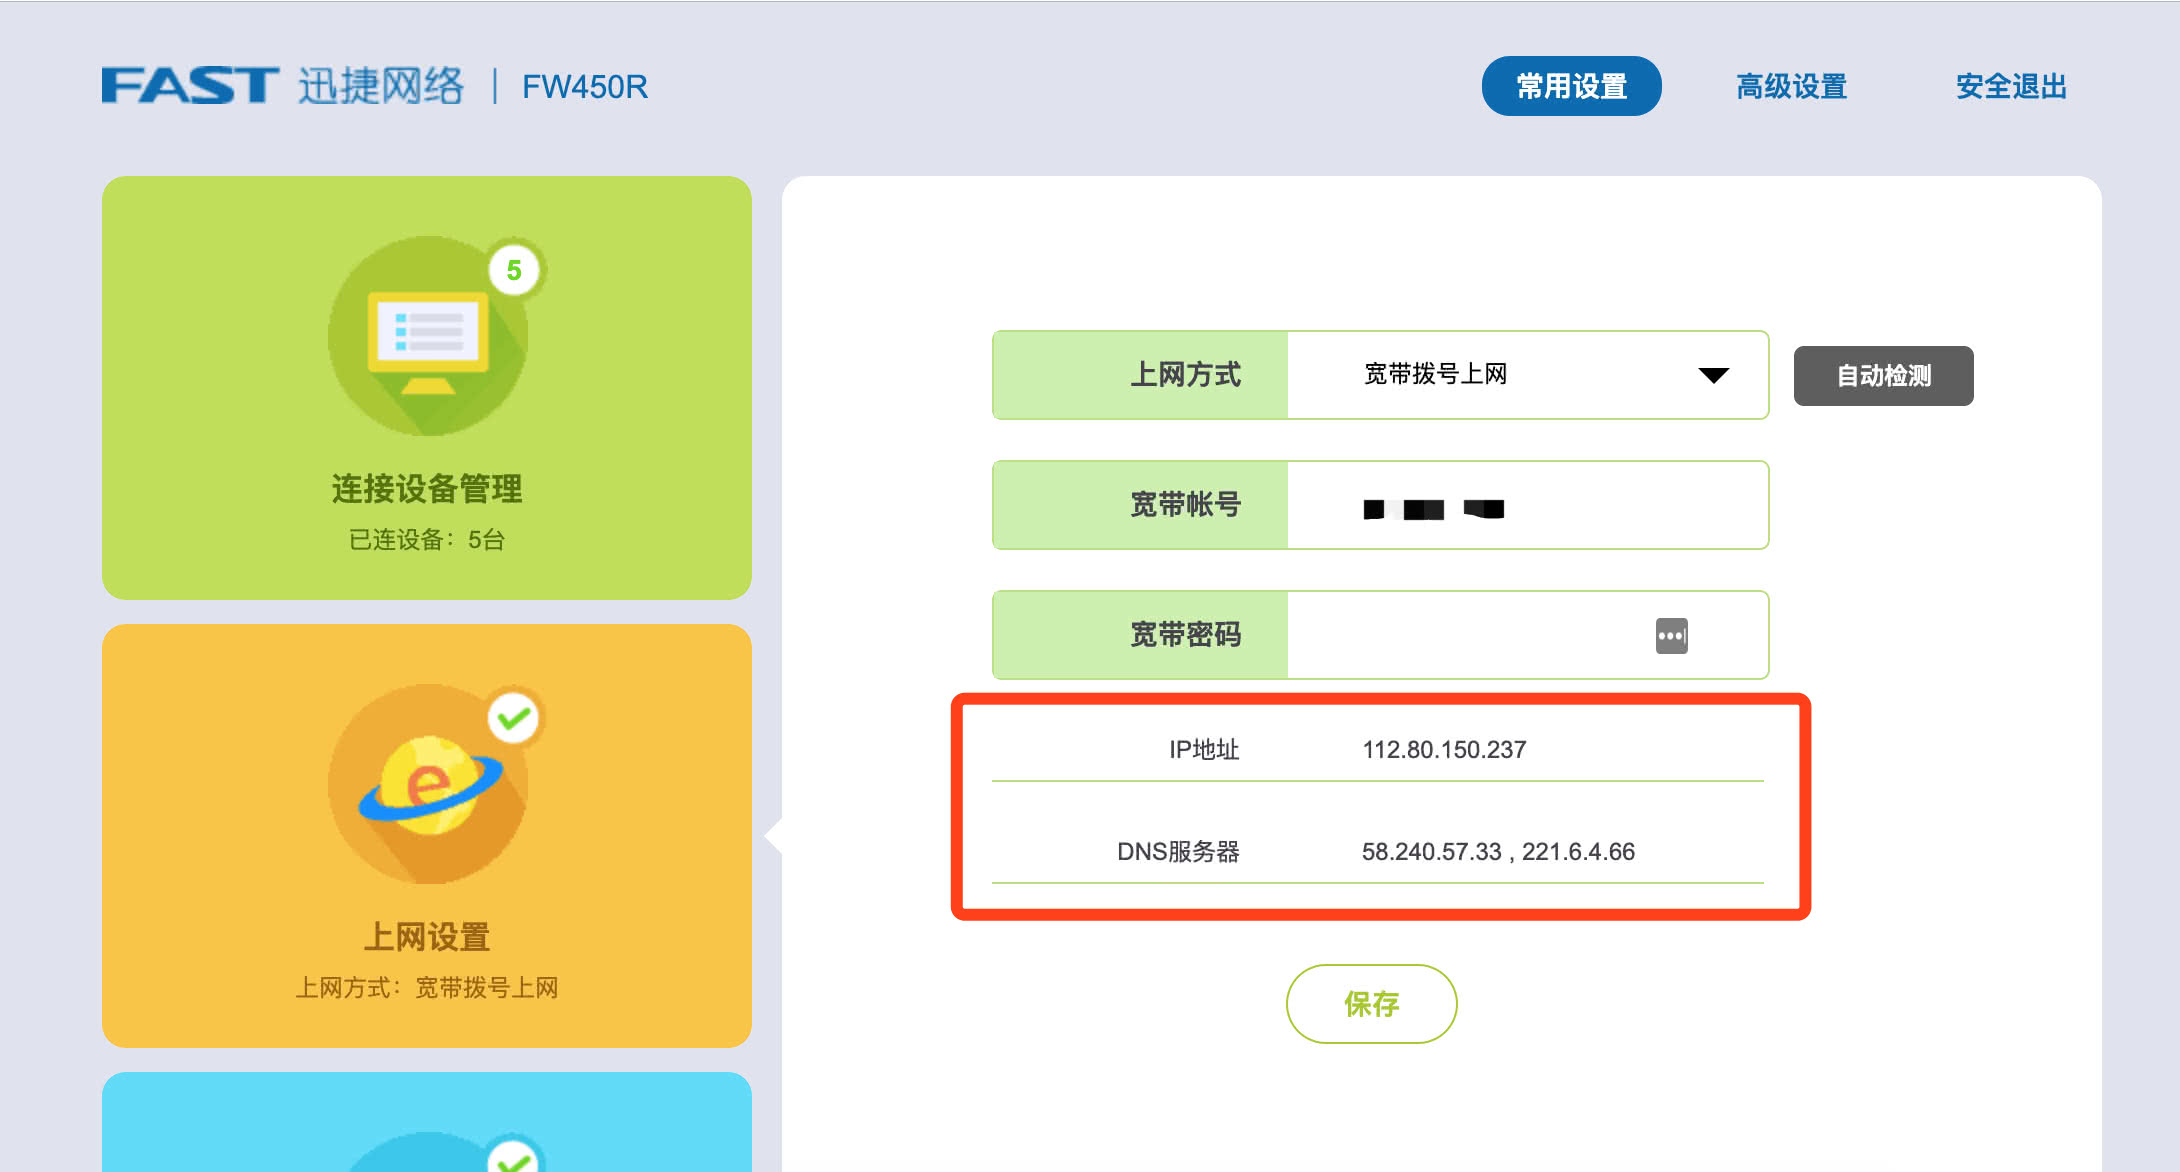 FAST 迅捷网络 | FW450R
常用设置
高级设置
安全退出
5
连接设备管理
已连设备：5台
上网设置
上网方式：宽带拨号上网
上网方式 宽带拨号上网
自动检测
宽带帐号
宽带密码
IP地址 112.80.150.237
DNS服务器 58.240.57.33 , 221.6.4.66
保存